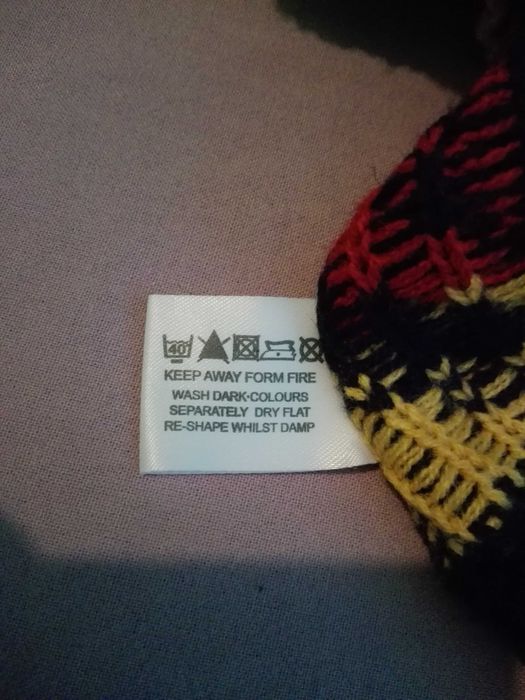 40
KEEP AWAY FORM FIRE
WASH DARK-COLOURS
SEPARATELY DRY FLAT
RE-SHAPE WHILST DAMP